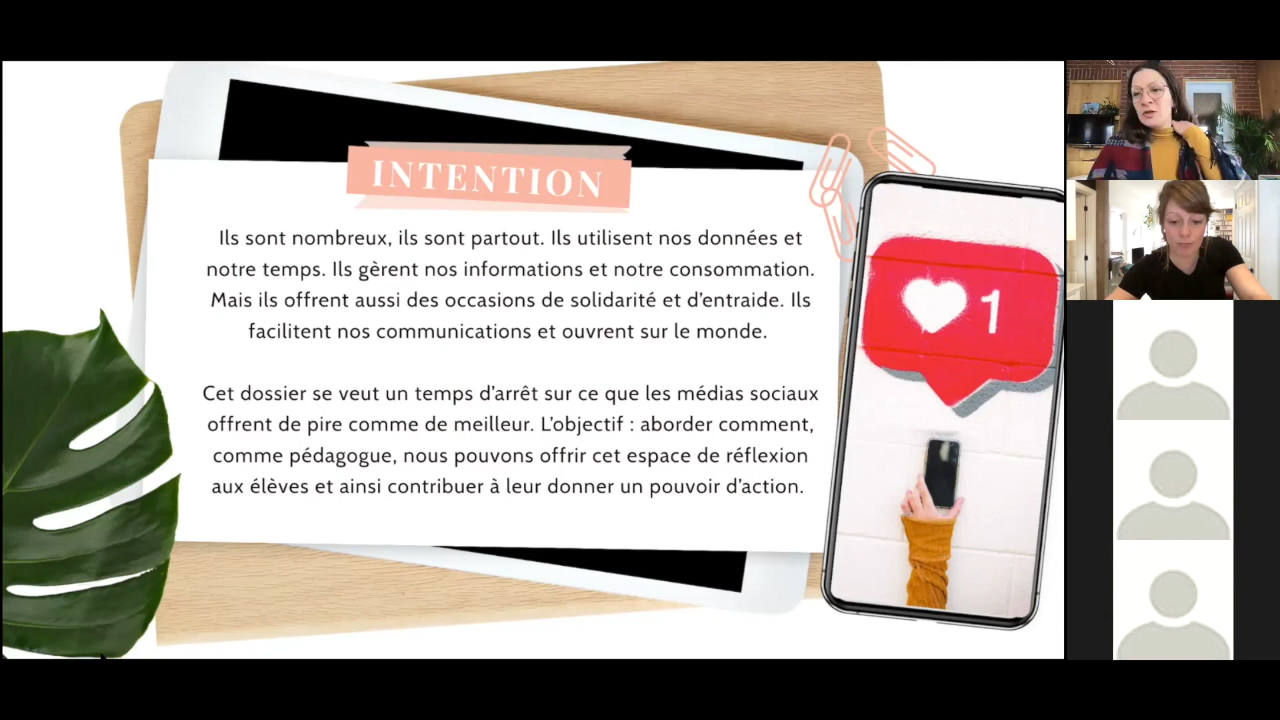 INTENTION
Ils sont nombreux, ils sont partout. Ils utilisent nos données et
notre temps. Ils gèrent nos informations et notre consommation.
Mais ils offrent aussi des occasions de solidarité et d'entraide. Ils
facilitent nos communications et ouvrent sur le monde.
Cet dossier se veut un temps d'arrêt sur ce que les médias sociaux
offrent de pire comme de meilleur. L'objectif : aborder comment,
comme pédagogue, nous pouvons offrir cet espace de réflexion
aux élèves et ainsi contribuer à leur donner un pouvoir d'action.
1